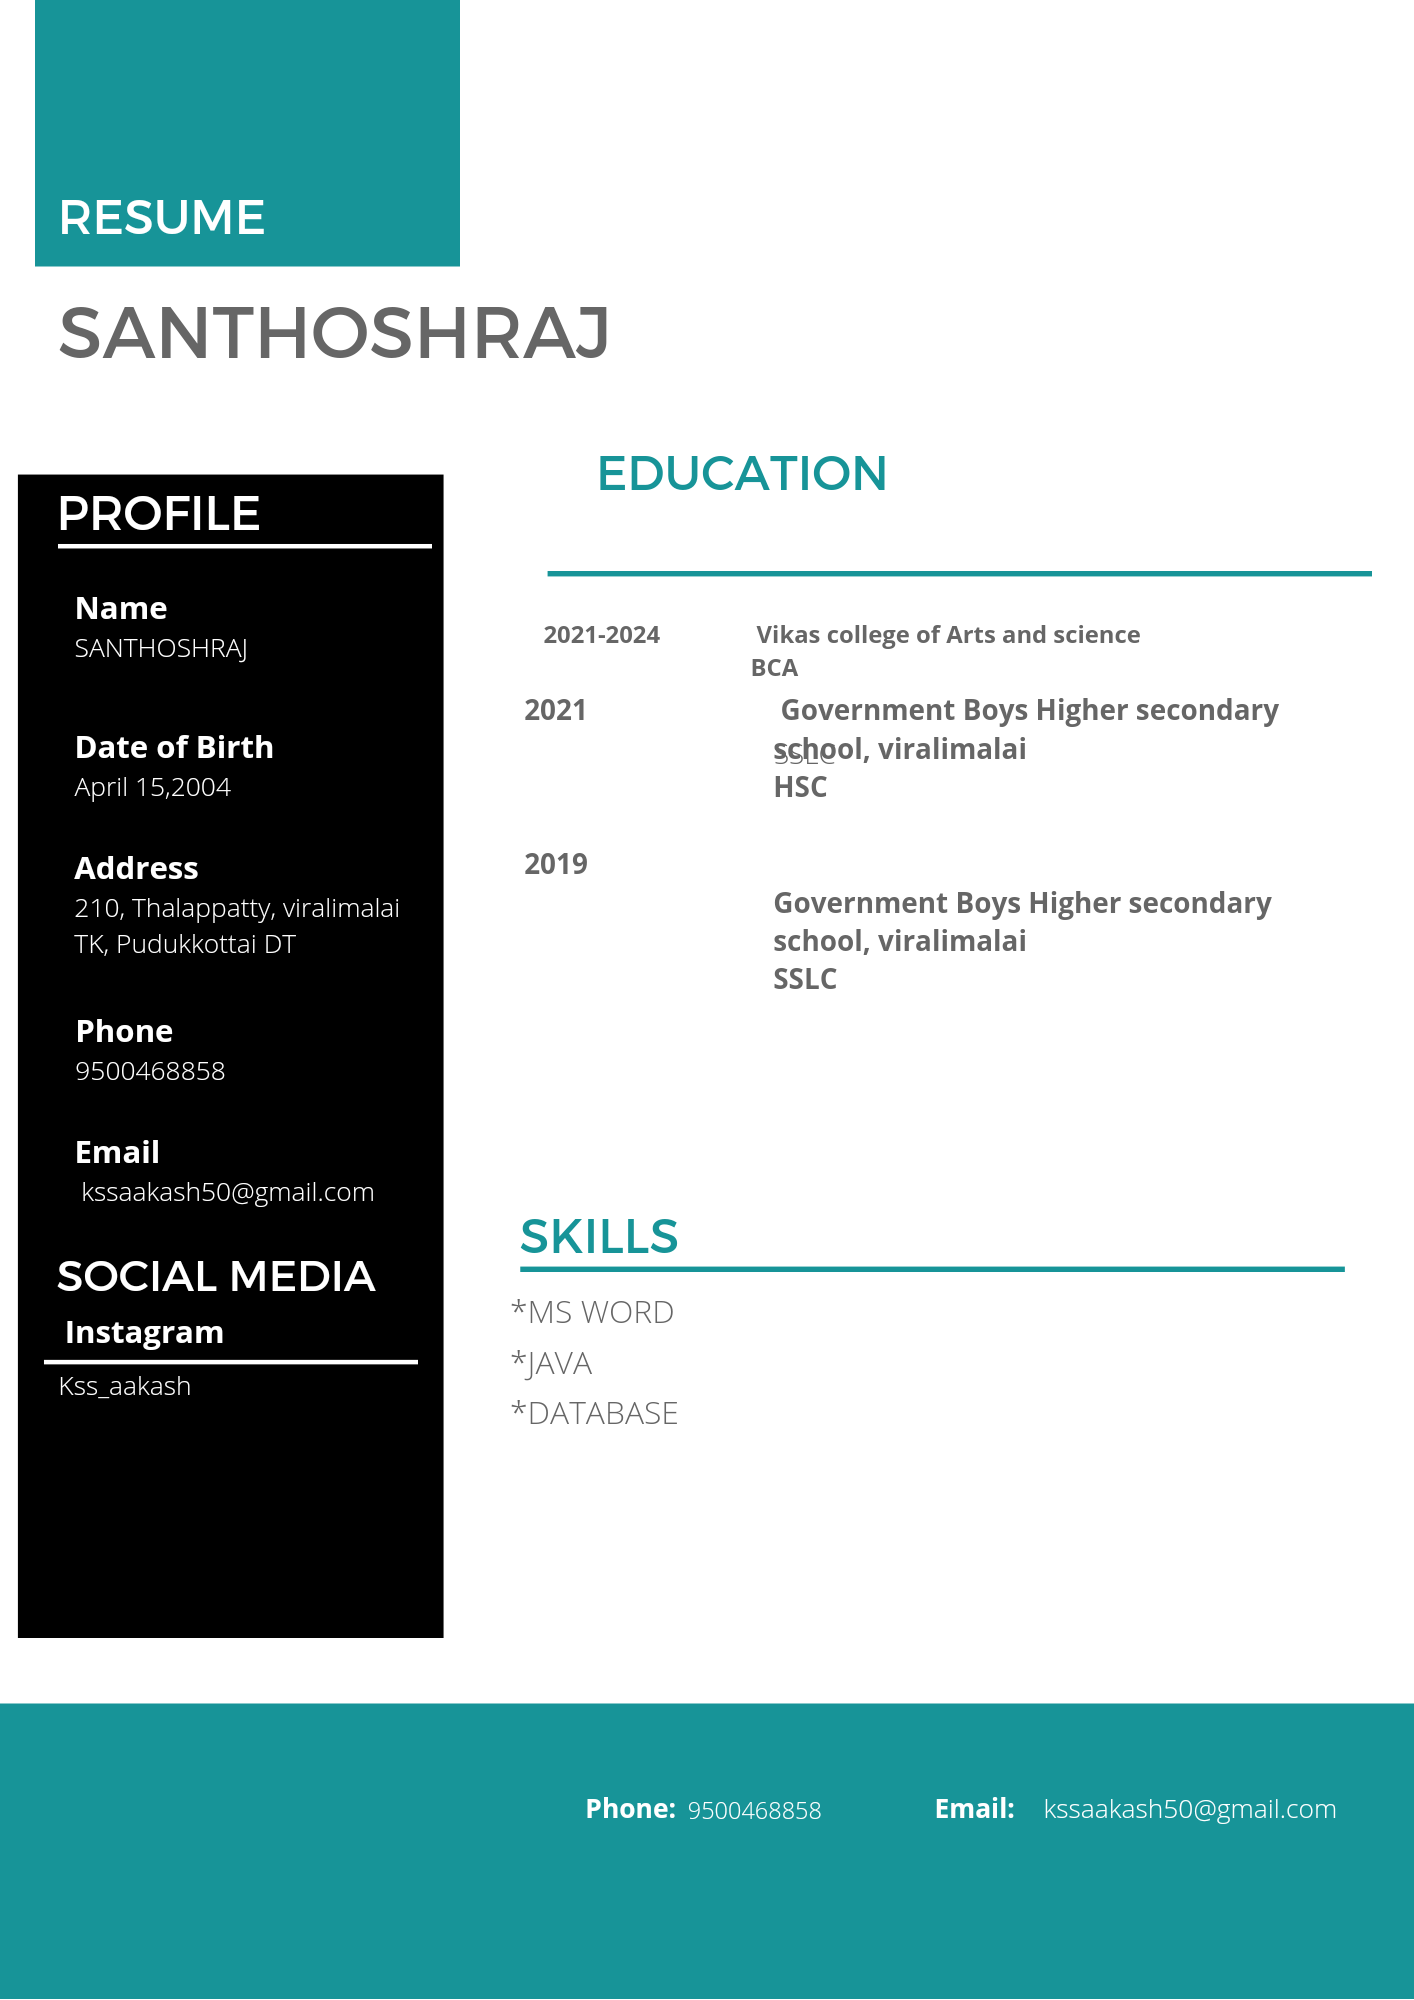 RESUME
SANTHOSHRAJ
PROFILE
Name
SANTHOSHRAJ
Date of Birth
April 15,2004
Address
210, Thalappatty, viralimalai
TK, Pudukkottai DT
Phone
9500468858
Email
kssaakash50@gmail.com
SOCIAL MEDIA
Instagram
Kss_aakash
EDUCATION
2021-2024 Vikas college of Arts and science
BCA
2021 Government Boys Higher secondary
school, viralimalai
SSLC
HSC
2019
Government Boys Higher secondary
school, viralimalai
SSLC
SKILLS
*MS WORD
*JAVA
*DATABASE
Phone: 9500468858 Email: kssaakash50@gmail.com